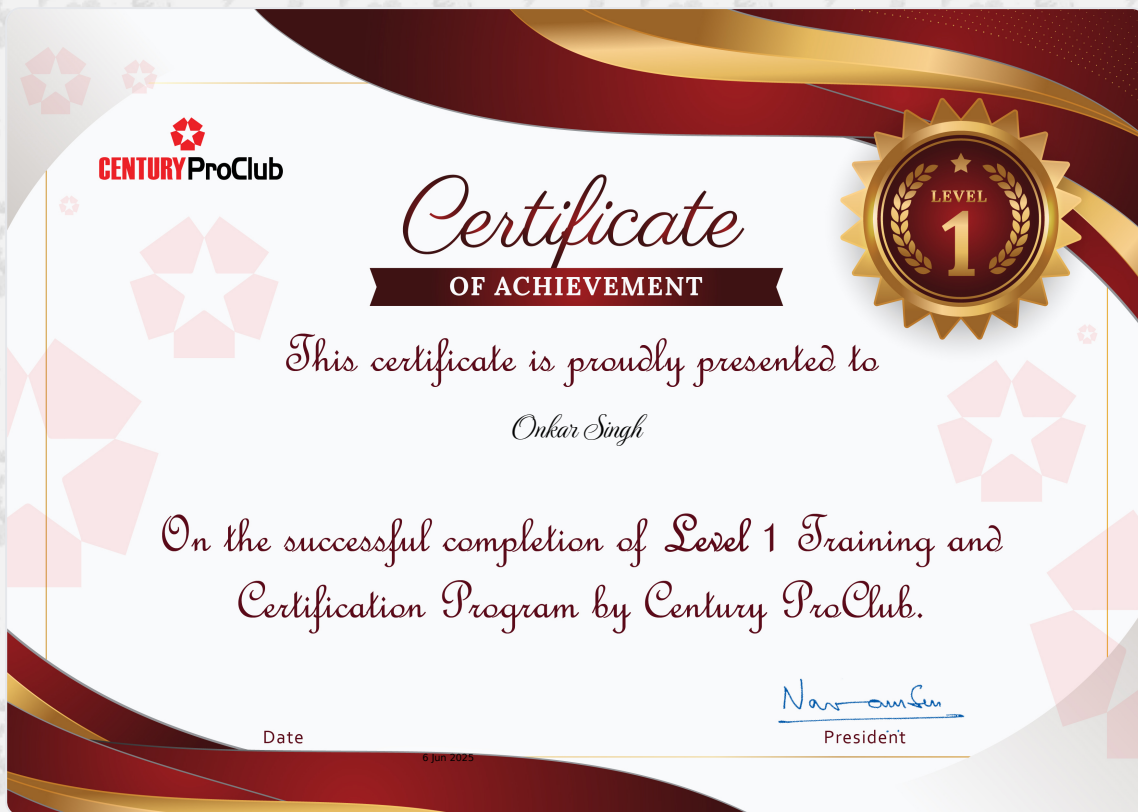 CENTURY ProClub
Certificate
OF ACHIEVEMENT
LEVEL
1
This certificate is proudly presented to
Onkar Singh
On the successful completion of Level 1 Training and
Certification Program by Century ProClub.
Date
President
6 Jun 2025